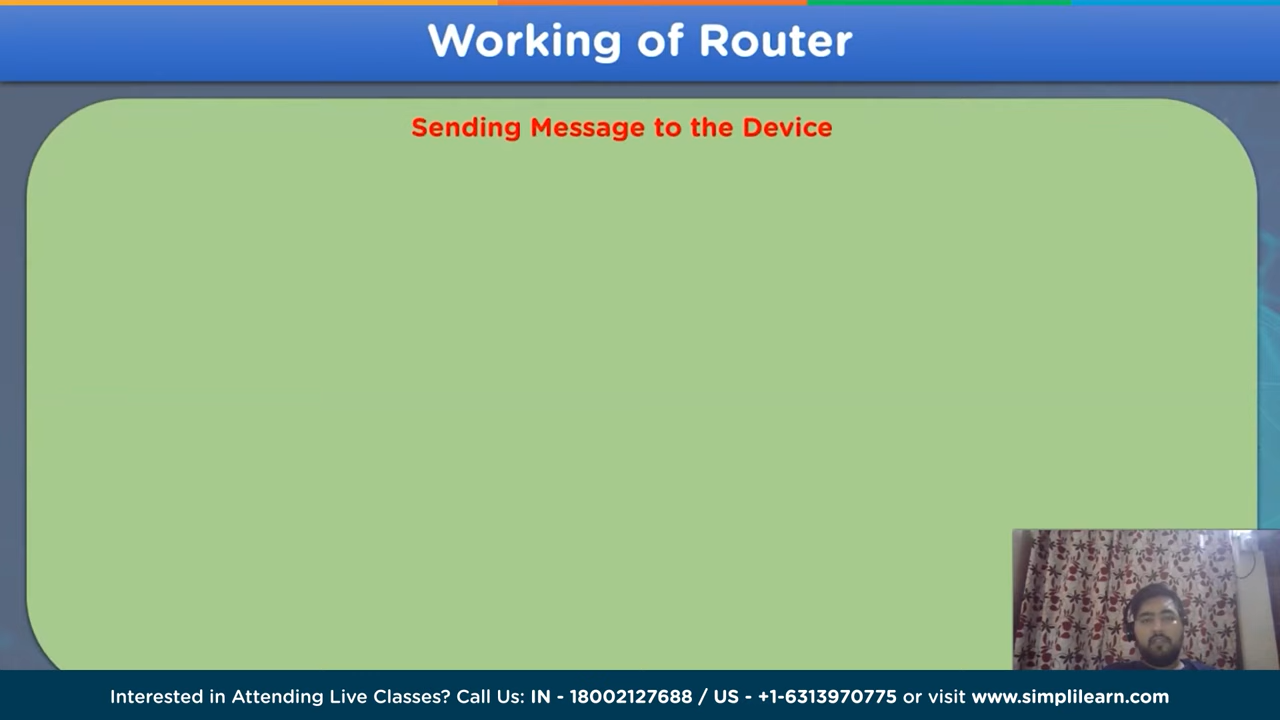 Working of Router
Sending Message to the Device
Interested in Attending Live Classes? Call Us: IN - 18002127688 / US - +1-6313970775 or visit www.simplilearn.com